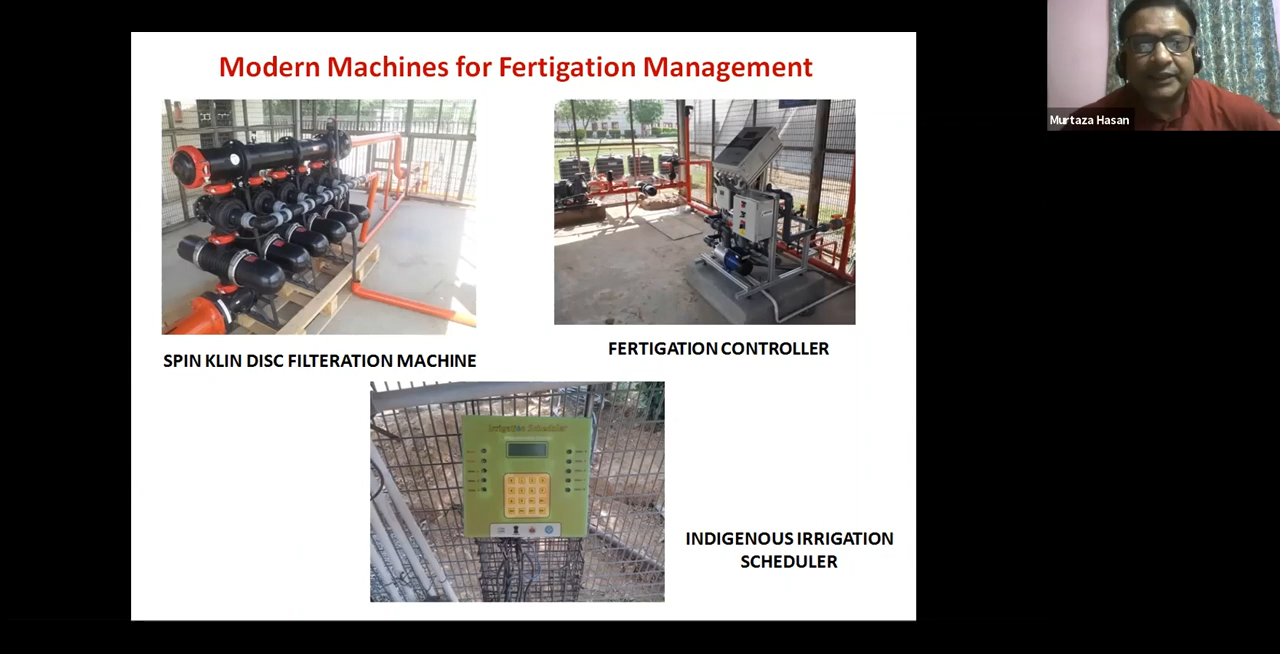 Modern Machines for Fertigation Management
Murtaza Hasan
SPIN KLIN DISC FILTERATION MACHINE
FERTIGATION CONTROLLER
Irrigation Scheduler
INDIGENOUS IRRIGATION
SCHEDULER